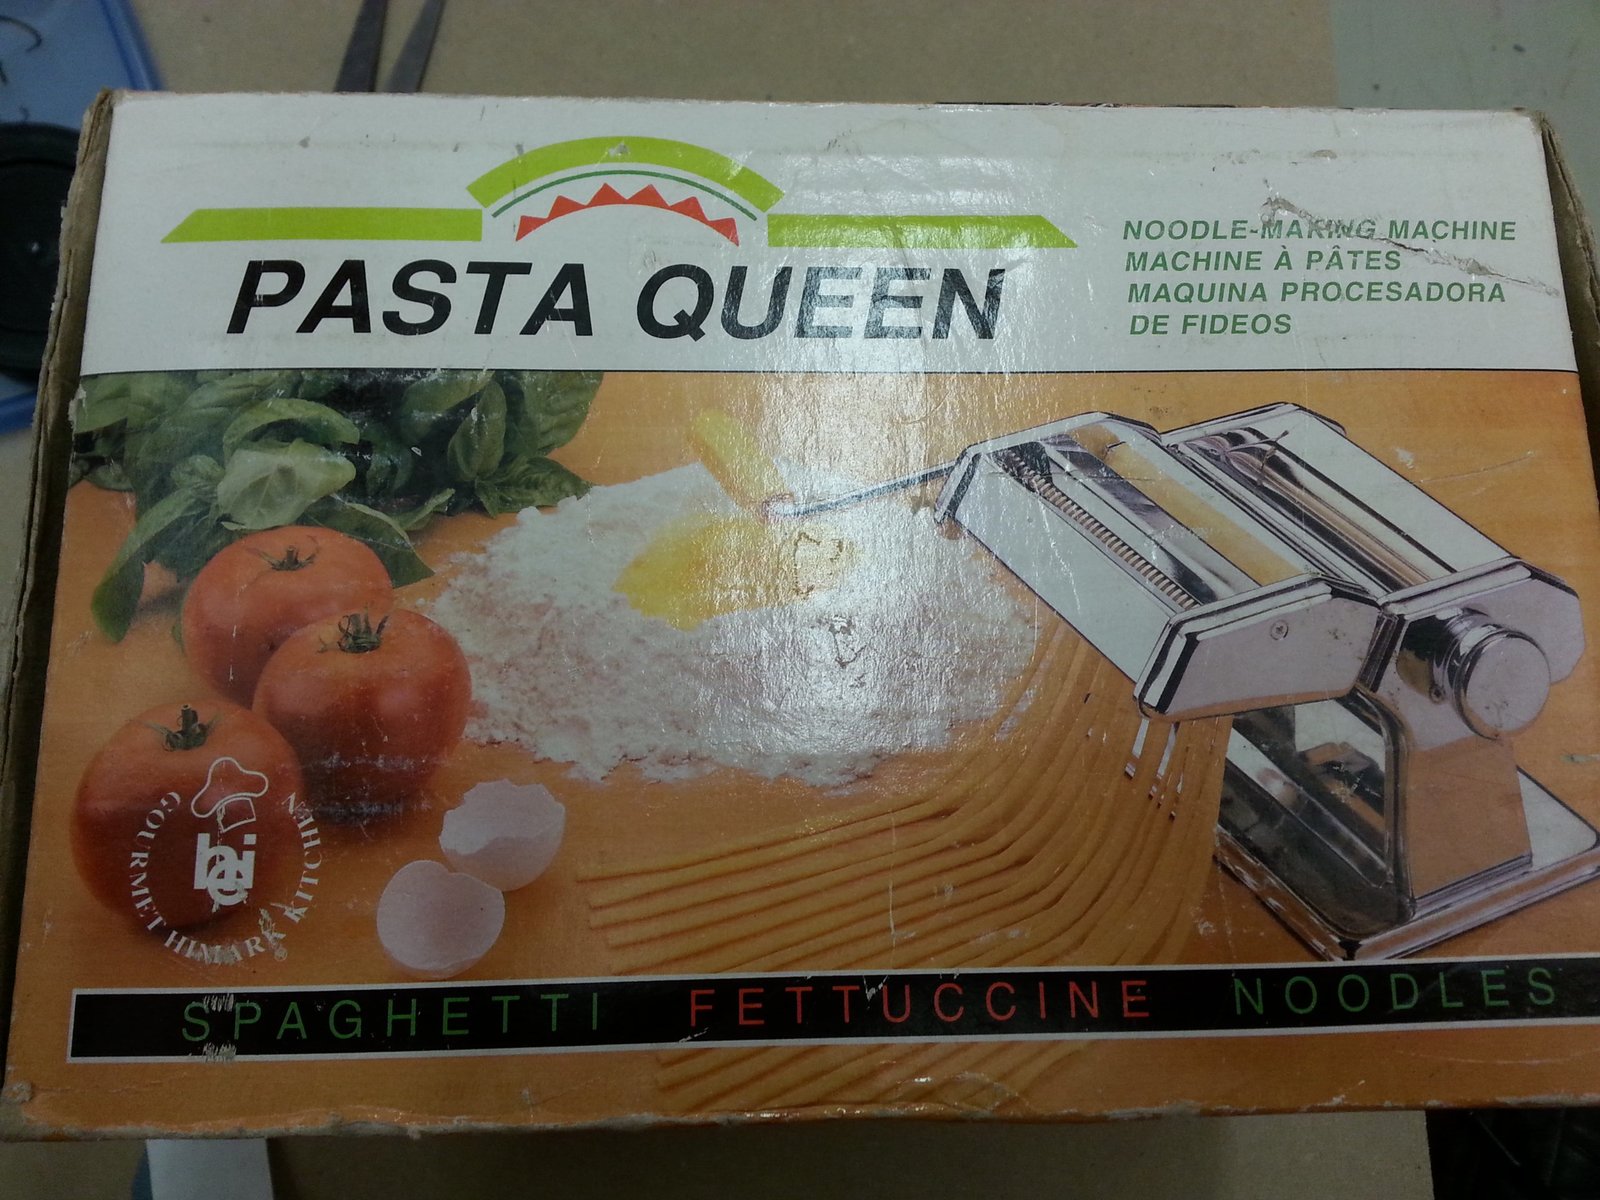 PASTA QUEEN
NOODLE-MAKING MACHINE
MACHINE À PÂTES
MAQUINA PROCESADORA
DE FIDEOS
GOURMET HIMARK KITCHEN
SPAGHETTI FETTUCCINE NOODLES